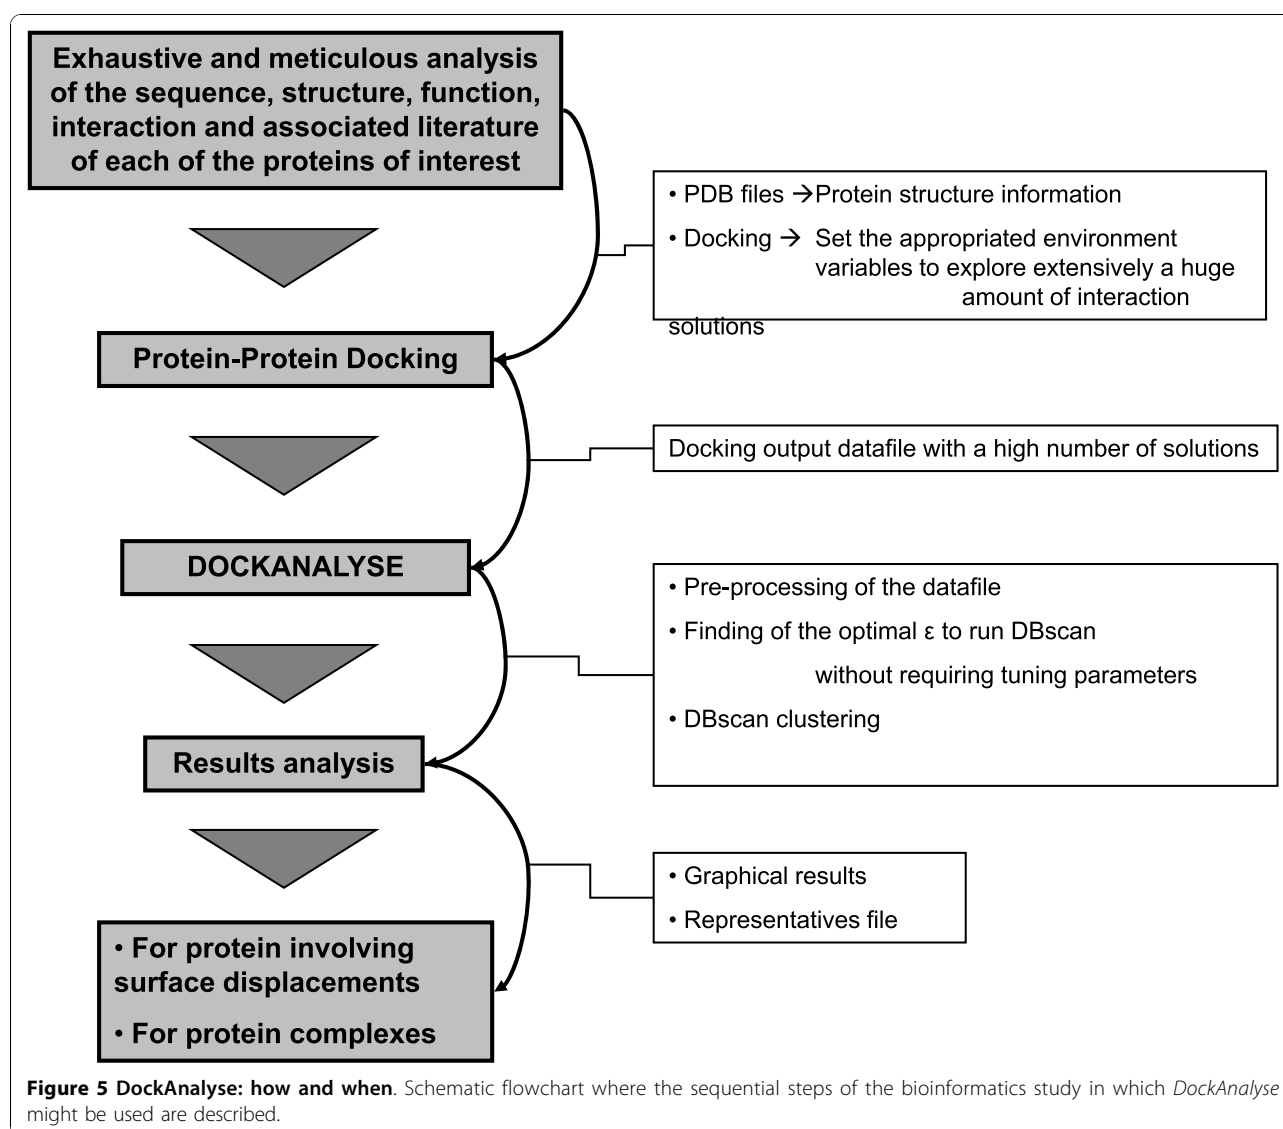 Exhaustive and meticulous analysis
of the sequence, structure, function,
interaction and associated literature
of each of the proteins of interest
• PDB files →Protein structure information
• Docking → Set the appropriated environment
variables to explore extensively a huge
amount of interaction
solutions
Protein-Protein Docking
Docking output datafile with a high number of solutions
DOCKANALYSE
• Pre-processing of the datafile
• Finding of the optimal ε to run DBscan
without requiring tuning parameters
• DBscan clustering
Results analysis
• Graphical results
• Representatives file
• For protein involving
surface displacements
• For protein complexes
Figure 5 DockAnalyse: how and when. Schematic flowchart where the sequential steps of the bioinformatics study in which DockAnalyse
might be used are described.